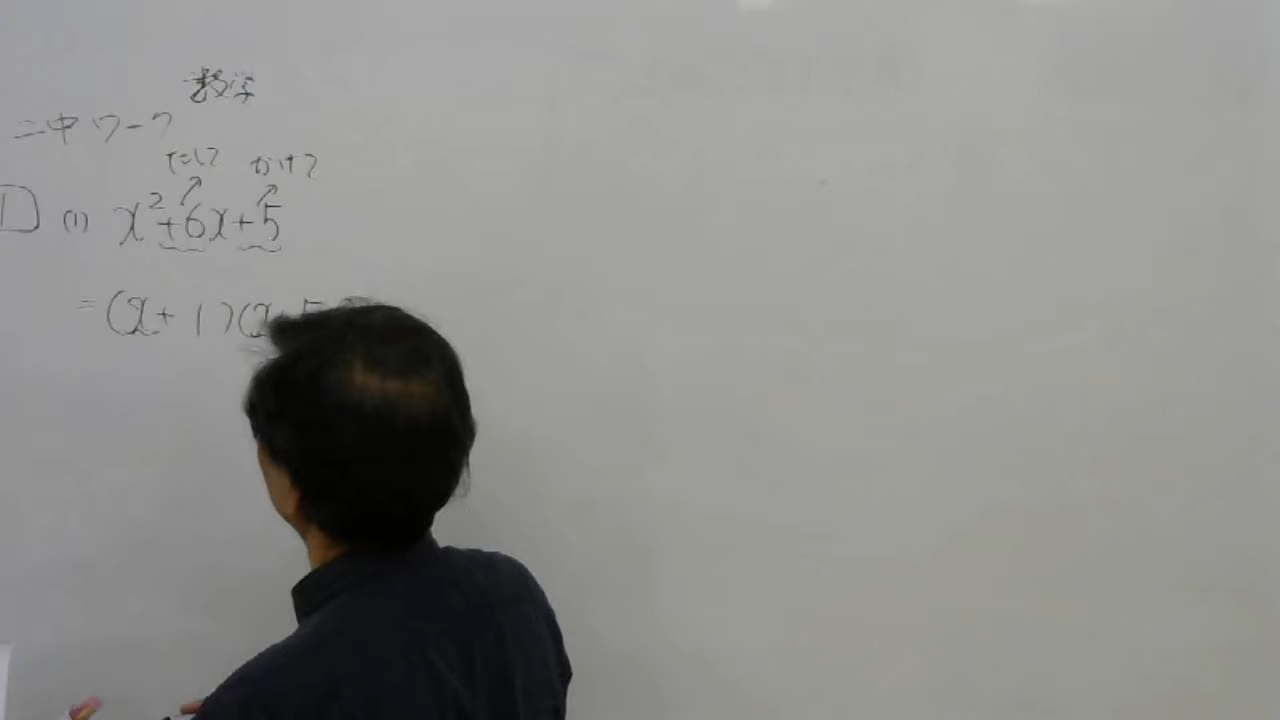 数学
二中ワーク
たして かけて
1 (1) x²+6x+5
=(x+1)(x+5